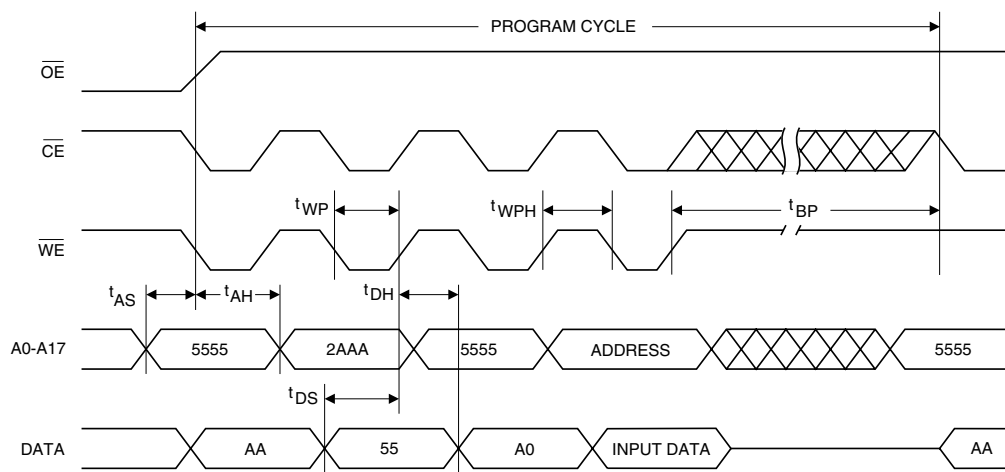 PROGRAM CYCLE
OE
CE
tWP
tWPH
tBP
WE
tAS
tAH
tDH
A0-A17
5555
2AAA
5555
ADDRESS
5555
tDS
DATA
AA
55
A0
INPUT DATA
AA